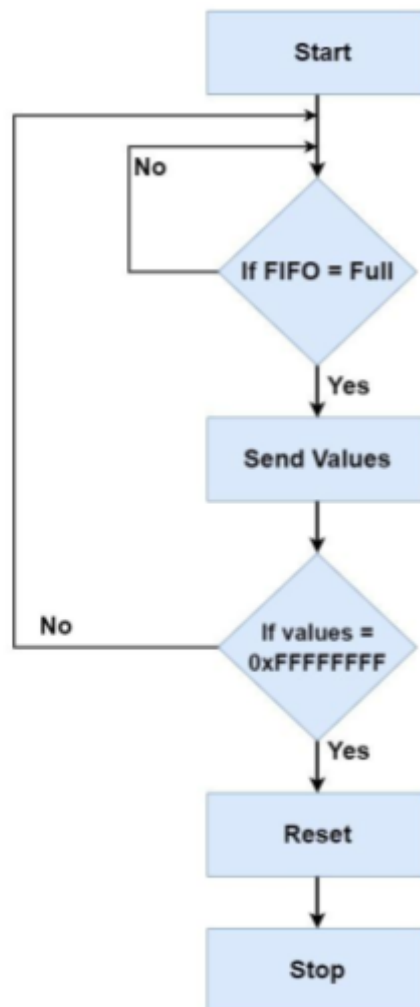 Start
No
If FIFO = Full
Yes
Send Values
No
If values =
0xFFFFFFFF
Yes
Reset
Stop